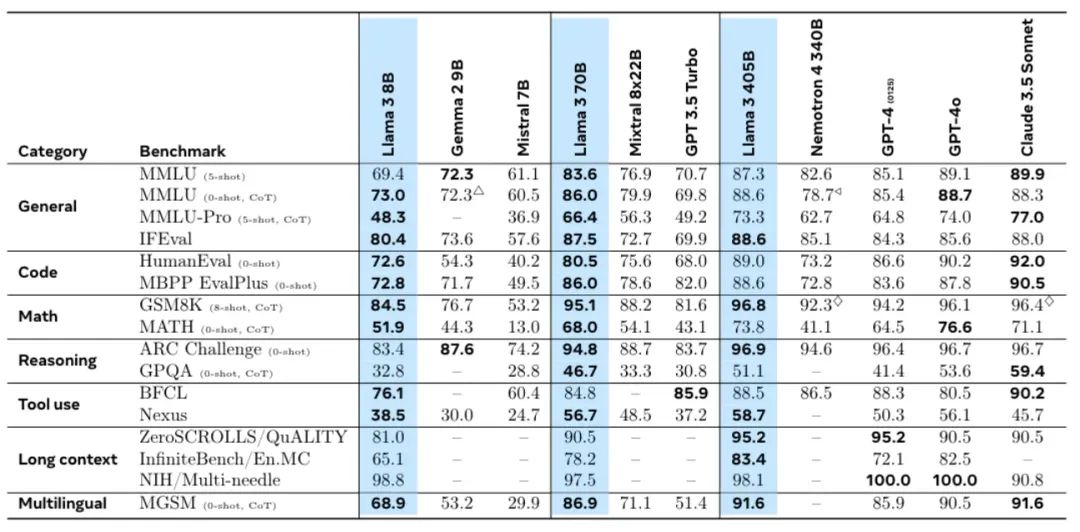 Category Benchmark Llama 3 8B Gemma 2 9B Mistral 7B Llama 3 70B Mixtral 8x22B GPT 3.5 Turbo Llama 3 405B Nemotron 4 340B GPT-4 (0125) GPT-4o Claude 3.5 Sonnet
General MMLU (5-shot) 69.4 72.3 61.1 83.6 76.9 70.7 87.3 82.6 85.1 89.1 89.9
MMLU (0-shot, CoT) 73.0 72.3△ 60.5 86.0 79.9 69.8 88.6 78.7◁ 85.4 88.7 88.3
MMLU-Pro (5-shot, CoT) 48.3 – 36.9 66.4 56.3 49.2 73.3 62.7 64.8 74.0 77.0
IFEval 80.4 73.6 57.6 87.5 72.7 69.9 88.6 85.1 84.3 85.6 88.0
Code HumanEval (0-shot) 72.6 54.3 40.2 80.5 75.6 68.0 89.0 73.2 86.6 90.2 92.0
MBPP EvalPlus (0-shot) 72.8 71.7 49.5 86.0 78.6 82.0 88.6 72.8 83.6 87.8 90.5
Math GSM8K (8-shot, CoT) 84.5 76.7 53.2 95.1 88.2 81.6 96.8 92.3◇ 94.2 96.1 96.4◇
MATH (0-shot, CoT) 51.9 44.3 13.0 68.0 54.1 43.1 73.8 41.1 64.5 76.6 71.1
Reasoning ARC Challenge (0-shot) 83.4 87.6 74.2 94.8 88.7 83.7 96.9 94.6 96.4 96.7 96.7
GPQA (0-shot, CoT) 32.8 – 28.8 46.7 33.3 30.8 51.1 – 41.4 53.6 59.4
Tool use BFCL 76.1 – 60.4 84.8 – 85.9 88.5 86.5 88.3 80.5 90.2
Nexus 38.5 30.0 24.7 56.7 48.5 37.2 58.7 – 50.3 56.1 45.7
Long context ZeroSCROLLS/QuALITY 81.0 – – 90.5 – – 95.2 – 95.2 90.5 90.5
InfiniteBench/En.MC 65.1 – – 78.2 – – 83.4 – 72.1 82.5 –
NIH/Multi-needle 98.8 – – 97.5 – – 98.1 – 100.0 100.0 90.8
Multilingual MGSM (0-shot, CoT) 68.9 53.2 29.9 86.9 71.1 51.4 91.6 – 85.9 90.5 91.6